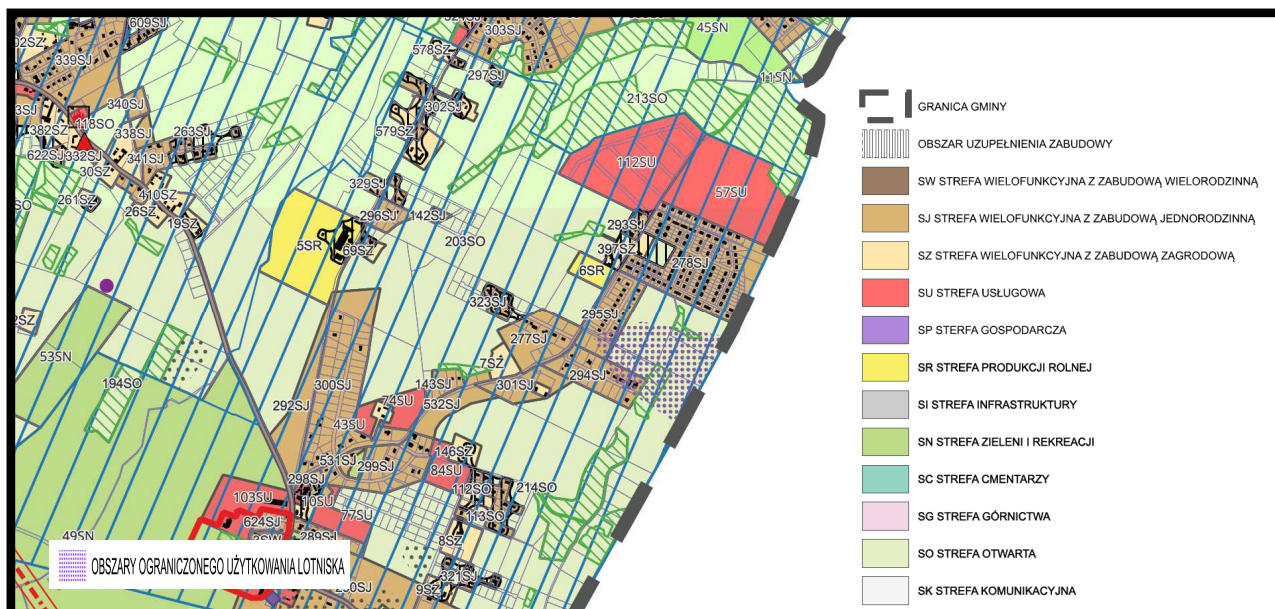 609SJ
303SJ
45SN
02SZ
578SZ
339SJ
297SJ
11SN
340SJ
302SJ
213SO
3SJ
118SO
382SZ
338SJ
263SJ
579SZ
622SJ
332SJ
341SJ
112SU
30SZ
57SU
329SJ
410SZ
261SZ
26SZ
296SJ
142SJ
293SJ
19SZ
5SR
69SZ
203SO
397SZ
278SJ
6SR
323SJ
295SJ
2SZ
277SJ
53SN
7SZ
194SO
300SJ
143SJ
301SJ
294SJ
292SJ
74SU
532SJ
43SU
146SZ
531SJ
299SJ
84SU
298SJ
112SO
214SO
103SU
10SU
77SU
113SO
624SJ
49SN
3SW
289SJ
8SZ
321SJ
9SZ
OBSZARY OGRANICZONEGO UŻYTKOWANIA LOTNISKA
GRANICA GMINY
OBSZAR UZUPEŁNIENIA ZABUDOWY
SW STREFA WIELOFUNKCYJNA Z ZABUDOWĄ WIELORODZINNĄ
SJ STREFA WIELOFUNKCYJNA Z ZABUDOWĄ JEDNORODZINNĄ
SZ STREFA WIELOFUNKCYJNA Z ZABUDOWĄ ZAGRODOWĄ
SU STREFA USŁUGOWA
SP STERFA GOSPODARCZA
SR STREFA PRODUKCJI ROLNEJ
SI STREFA INFRASTRUKTURY
SN STREFA ZIELENI I REKREACJI
SC STREFA CMENTARZY
SG STREFA GÓRNICTWA
SO STREFA OTWARTA
SK STREFA KOMUNIKACYJNA